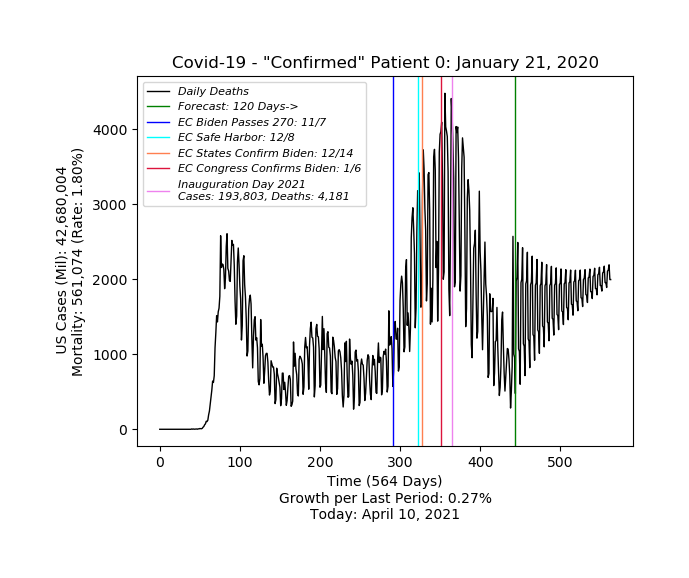 Covid-19 - "Confirmed" Patient 0: January 21, 2020
Daily Deaths
Forecast: 120 Days->
EC Biden Passes 270: 11/7
EC Safe Harbor: 12/8
EC States Confirm Biden: 12/14
EC Congress Confirms Biden: 1/6
Inauguration Day 2021
Cases: 193,803, Deaths: 4,181
US Cases (Mil): 42,680,004
Mortality: 561,074 (Rate: 1.80%)
4000
3000
2000
1000
0
0 100 200 300 400 500
Time (564 Days)
Growth per Last Period: 0.27%
Today: April 10, 2021